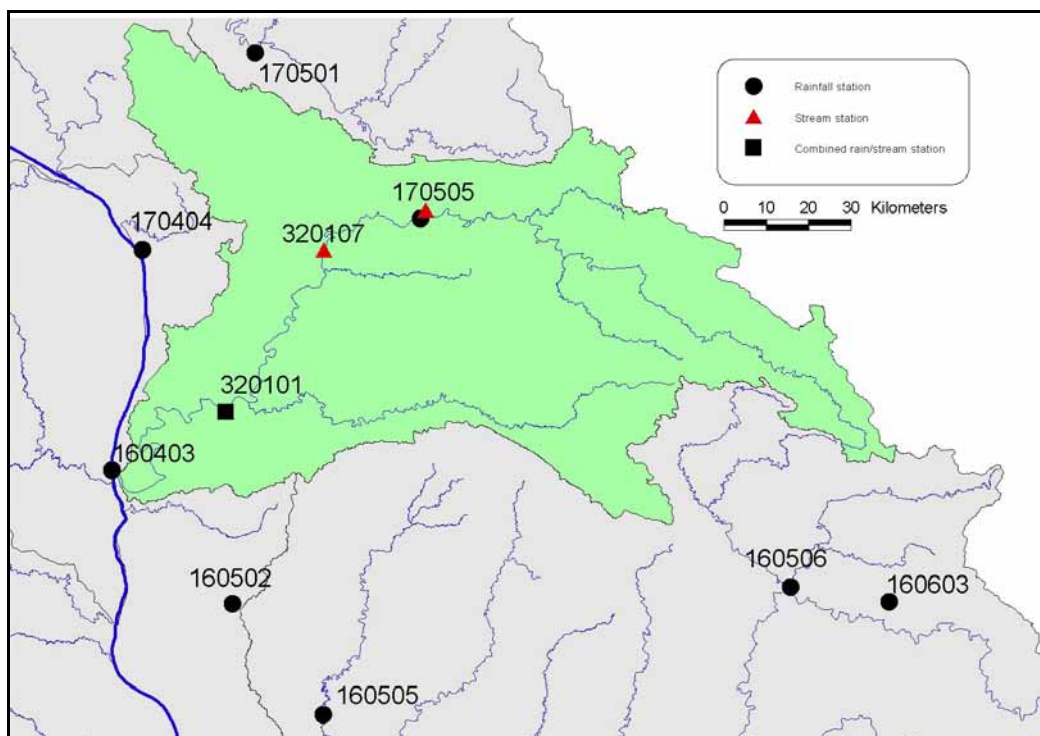 170501
Rainfall station
Stream station
Combined rain/stream station
170505
0 10 20 30 Kilometers
170404
320107
320101
160403
160502
160506
160603
160505